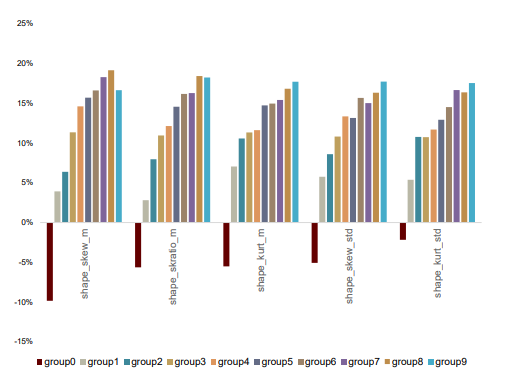 25%
20%
15%
10%
5%
0%
-5%
-10%
-15%
shape_skew_m
shape_skratio_m
shape_kurt_m
shape_skew_std
shape_kurt_std
group0 group1 group2 group3 group4 group5 group6 group7 group8 group9